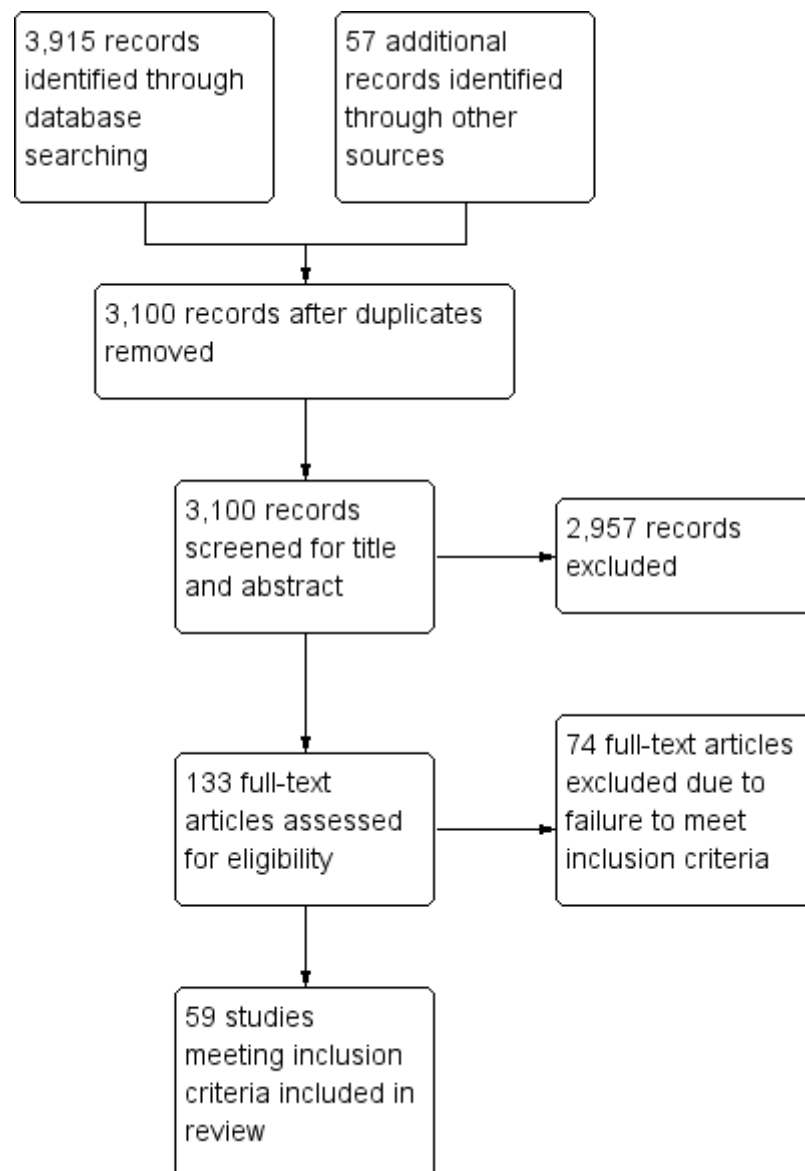 3,915 records
identified through
database
searching
57 additional
records identified
through other
sources
3,100 records after duplicates
removed
3,100 records
screened for title
and abstract
2,957 records
excluded
133 full-text
articles assessed
for eligibility
74 full-text articles
excluded due to
failure to meet
inclusion criteria
59 studies
meeting inclusion
criteria included in
review